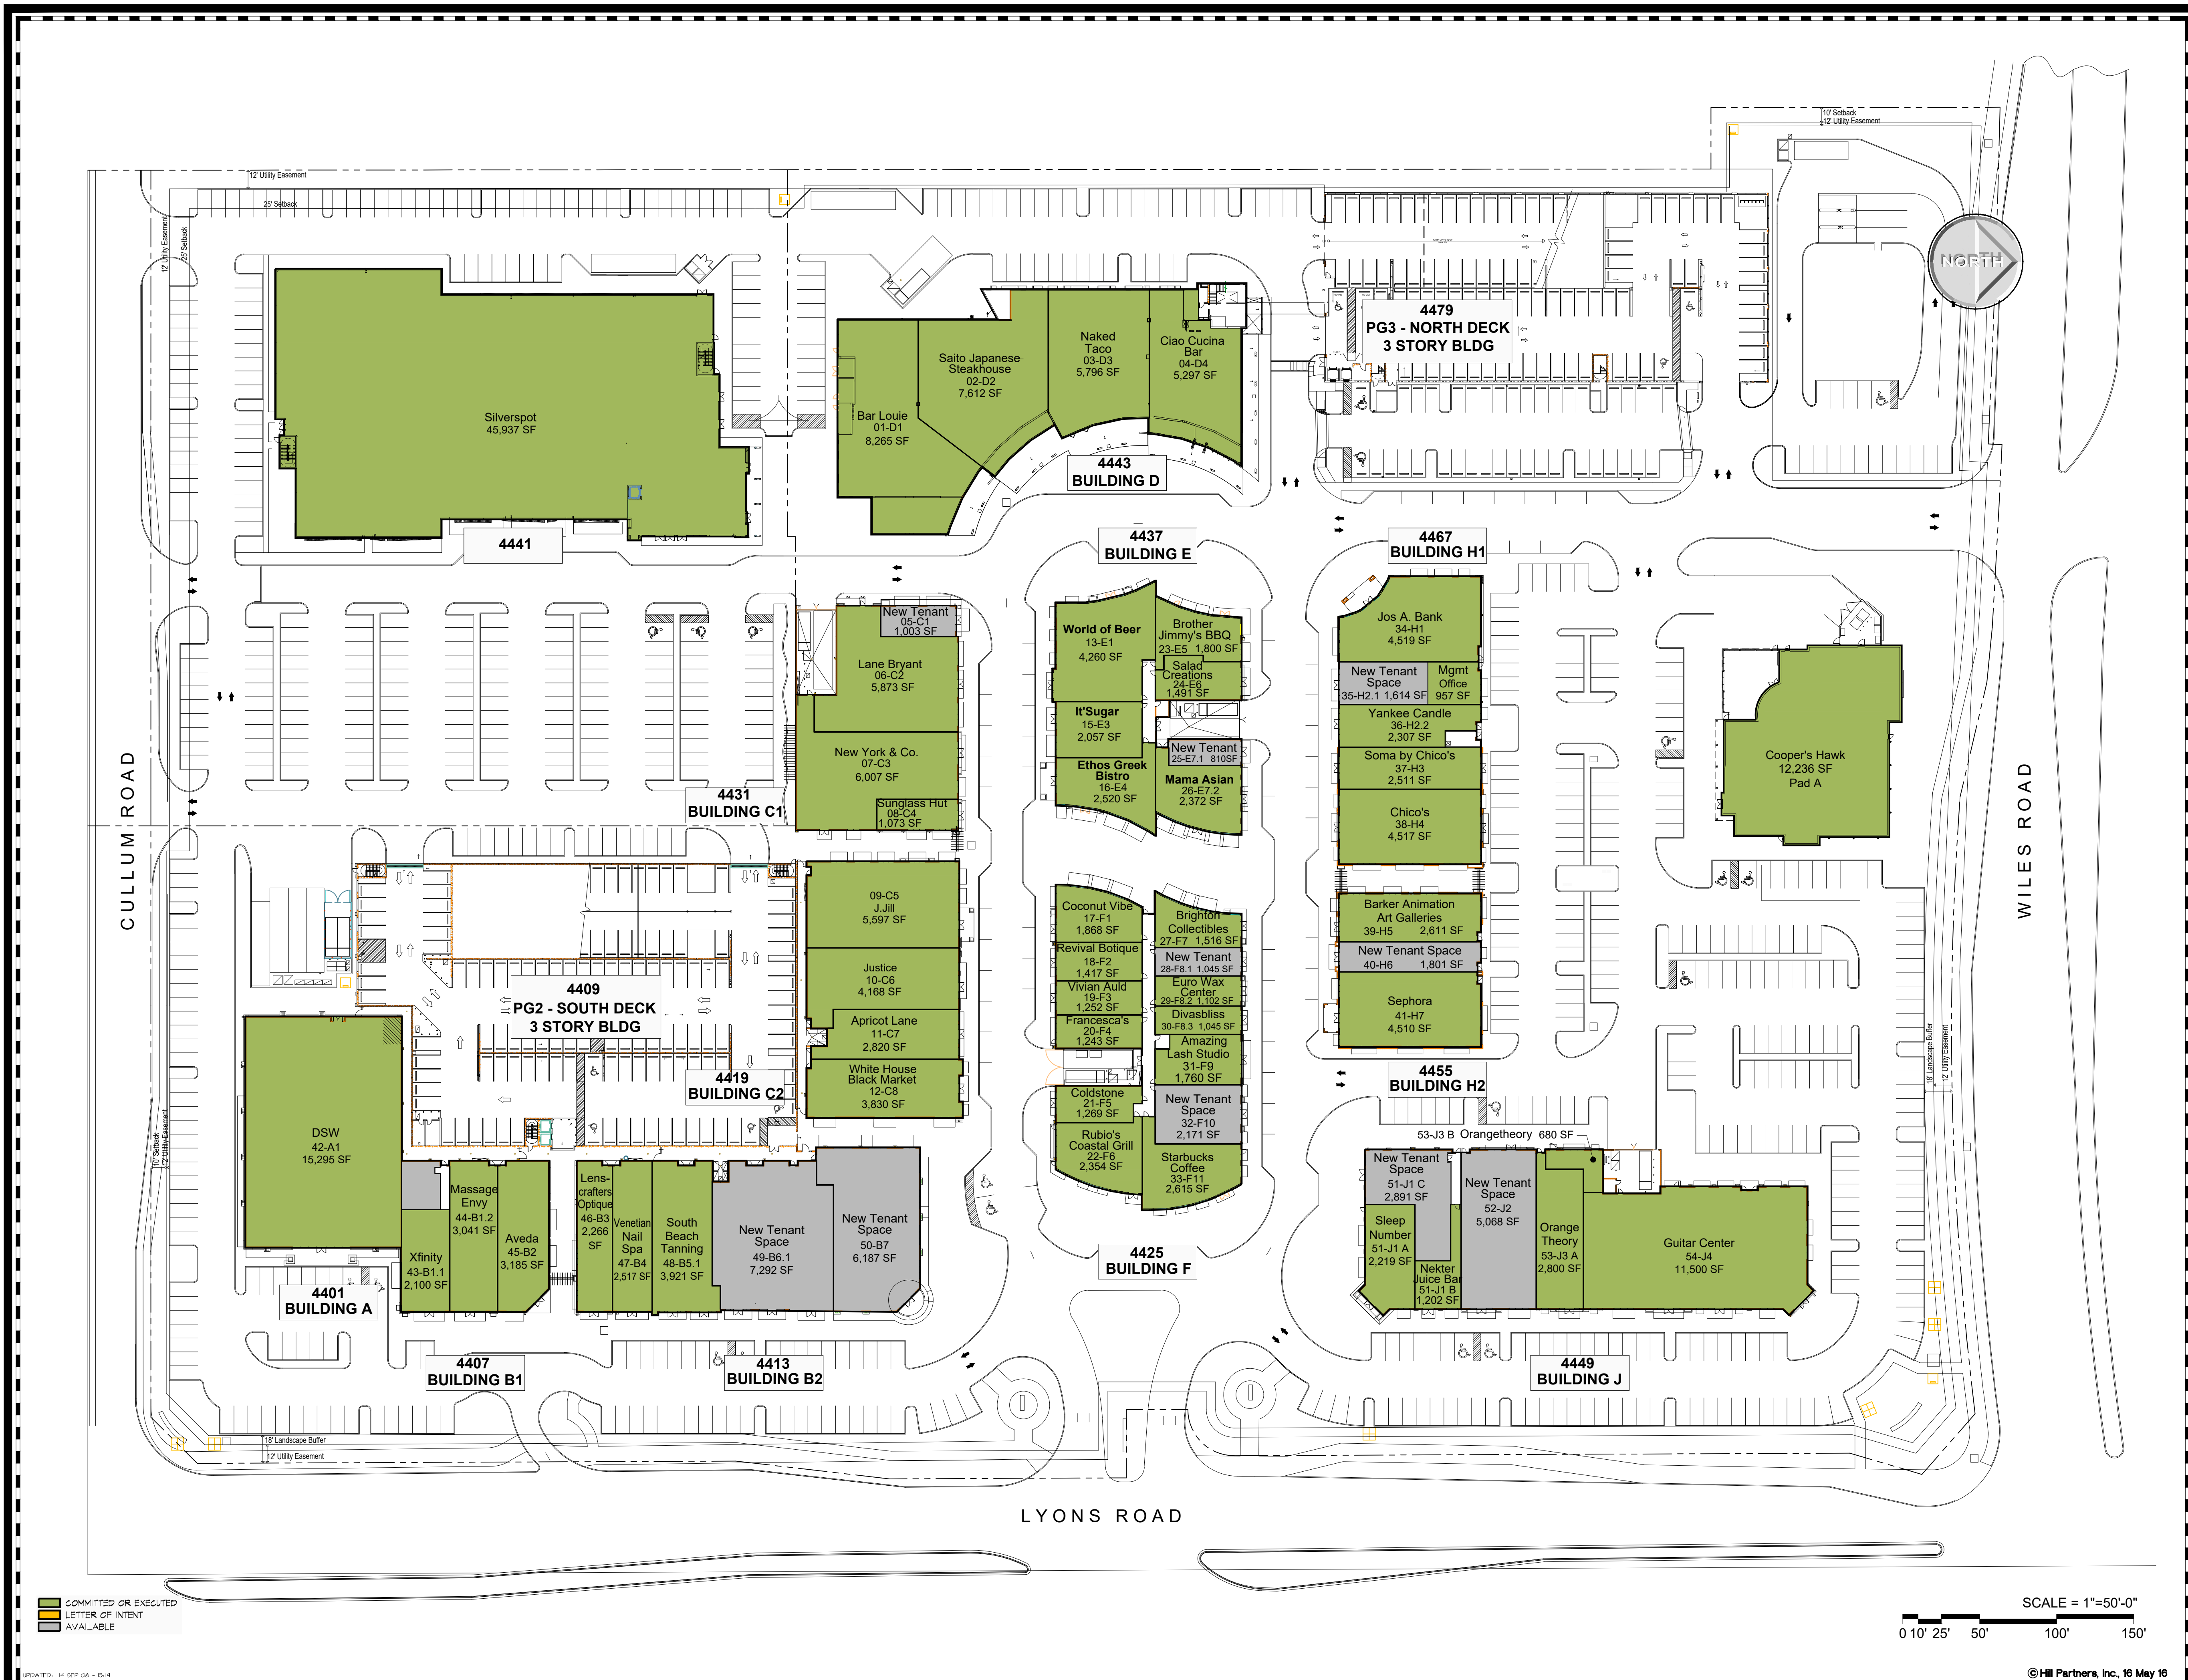 10' Setback
12' Utility Easement
12' Utility Easement
25' Setback
12' Utility Easement
25' Setback
NORTH
4479
PG3 - NORTH DECK
3 STORY BLDG
Silverspot
45,937 SF
4441
Bar Louie
01-D1
8,265 SF
Saito Japanese
Steakhouse
02-D2
7,612 SF
Naked
Taco
03-D3
5,796 SF
Ciao Cucina
Bar
04-D4
5,297 SF
4443
BUILDING D
4437
BUILDING E
4467
BUILDING H1
New Tenant
05-C1
1,003 SF
Lane Bryant
06-C2
5,873 SF
New York & Co.
07-C3
6,007 SF
Sunglass Hut
08-C4
1,073 SF
4431
BUILDING C1
World of Beer
13-E1
4,260 SF
Brother
Jimmy's BBQ
23-E5 1,800 SF
Salad
Creations
24-E6
1,491 SF
It'Sugar
15-E3
2,057 SF
New Tenant
25-E7.1 810SF
Ethos Greek
Bistro
16-E4
2,520 SF
Mama Asian
26-E7.2
2,372 SF
Jos A. Bank
34-H1
4,519 SF
New Tenant
Space
35-H2.1 1,614 SF
Mgmt
Office
957 SF
Yankee Candle
36-H2.2
2,307 SF
Soma by Chico's
37-H3
2,511 SF
Chico's
38-H4
4,517 SF
Cooper's Hawk
12,236 SF
Pad A
CULLUM ROAD
WILES ROAD
09-C5
J.Jill
5,597 SF
Justice
10-C6
4,168 SF
Apricot Lane
11-C7
2,820 SF
White House
Black Market
12-C8
3,830 SF
4409
PG2 - SOUTH DECK
3 STORY BLDG
4419
BUILDING C2
Coconut Vibe
17-F1
1,868 SF
Revival Botique
18-F2
1,417 SF
Vivian Auld
19-F3
1,252 SF
Francesca's
20-F4
1,243 SF
Coldstone
21-F5
1,269 SF
Rubio's
Coastal Grill
22-F6
2,354 SF
Brighton
Collectibles
27-F7 1,516 SF
New Tenant
28-F8.1 1,045 SF
Euro Wax
Center
29-F8.2 1,102 SF
Divasbliss
30-F8.3 1,045 SF
Amazing
Lash Studio
31-F9
1,760 SF
New Tenant
Space
32-F10
2,171 SF
Starbucks
Coffee
33-F11
2,615 SF
4425
BUILDING F
Barker Animation
Art Galleries
39-H5 2,611 SF
New Tenant Space
40-H6 1,801 SF
Sephora
41-H7
4,510 SF
4455
BUILDING H2
18' Landscape Buffer
12' Utility Easement
10' Setback
12' Utility Easement
DSW
42-A1
15,295 SF
4401
BUILDING A
Xfinity
43-B1.1
2,100 SF
Massage
Envy
44-B1.2
3,041 SF
Aveda
45-B2
3,185 SF
Lens-
crafters
Optique
46-B3
2,266
SF
Venetian
Nail
Spa
47-B4
2,517 SF
South
Beach
Tanning
48-B5.1
3,921 SF
New Tenant
Space
49-B6.1
7,292 SF
New Tenant
Space
50-B7
6,187 SF
4407
BUILDING B1
4413
BUILDING B2
53-J3 B Orangetheory 680 SF
New Tenant
Space
51-J1 C
2,891 SF
Sleep
Number
51-J1 A
2,219 SF
Nekter
Juice Bar
51-J1 B
1,202 SF
New Tenant
Space
52-J2
5,068 SF
Orange
Theory
53-J3 A
2,800 SF
Guitar Center
54-J4
11,500 SF
4449
BUILDING J
18' Landscape Buffer
12' Utility Easement
LYONS ROAD
COMMITTED OR EXECUTED
LETTER OF INTENT
AVAILABLE
SCALE = 1"=50'-0"
0 10' 25' 50' 100' 150'
UPDATED: 14 SEP 06 - 15:19
© Hill Partners, Inc., 16 May 16